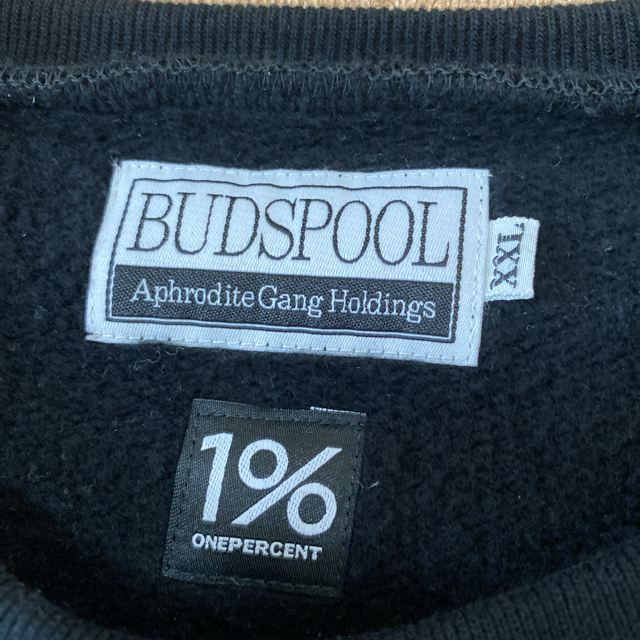 BUDSPOOL
Aphrodite Gang Holdings
XXL
1%
ONEPERCENT